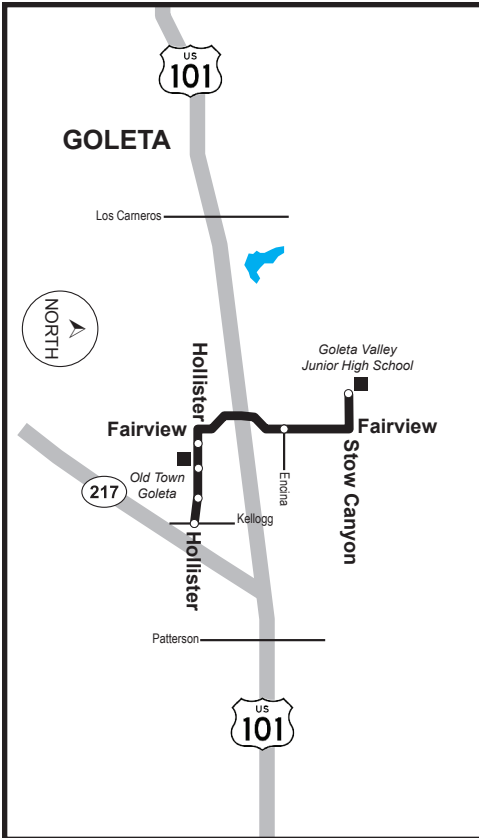 US
101
GOLETA
Los Carneros
NORTH
Goleta Valley
Junior High School
Hollister
Fairview
Fairview
Stow Canyon
Encina
Old Town
Goleta
217
Kellogg
Hollister
Patterson
US
101